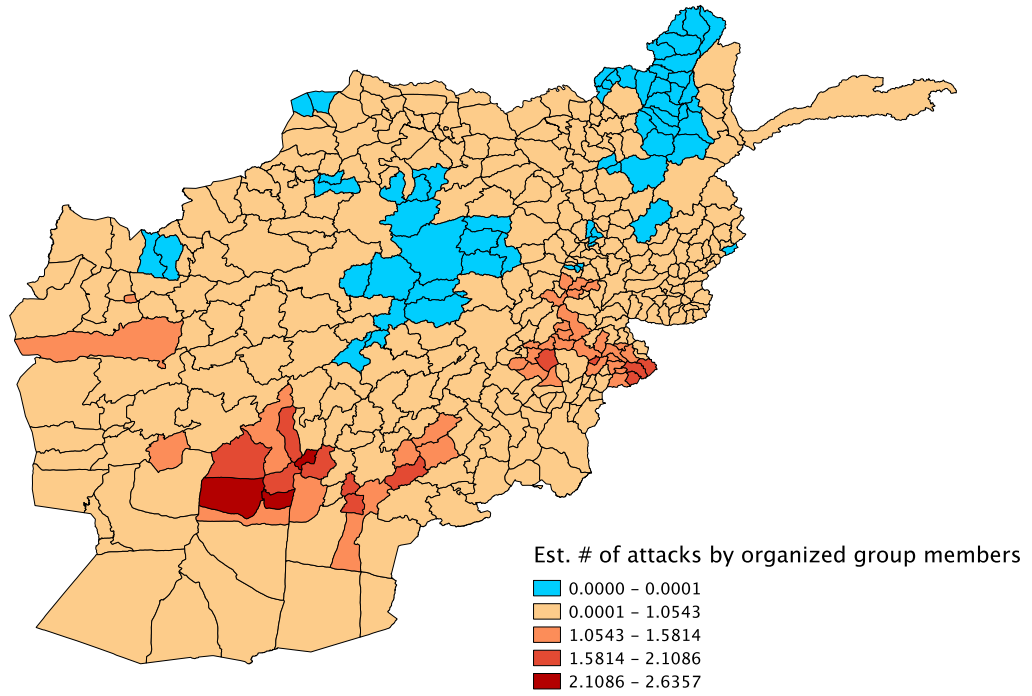 Est. # of attacks by organized group members
0.0000 – 0.0001
0.0001 – 1.0543
1.0543 – 1.5814
1.5814 – 2.1086
2.1086 – 2.6357